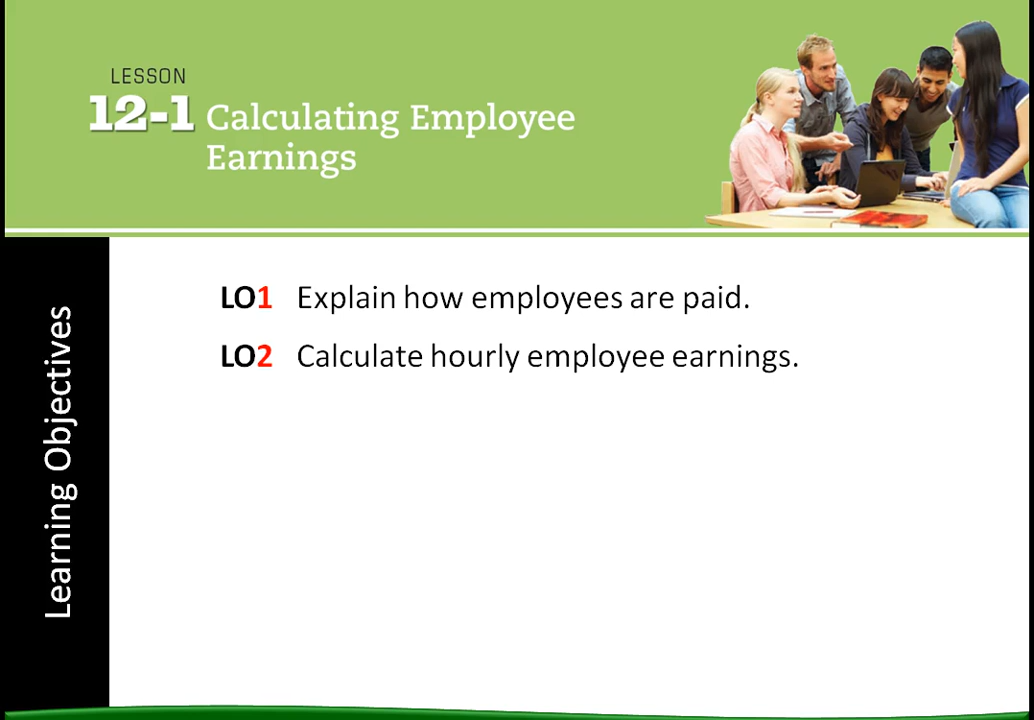 LESSON
12-1 Calculating Employee
Earnings
Learning Objectives
LO1 Explain how employees are paid.
LO2 Calculate hourly employee earnings.